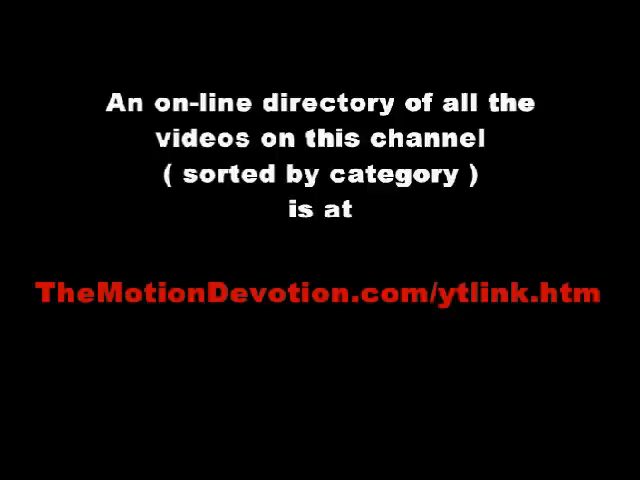 An on-line directory of all the
videos on this channel
( sorted by category )
is at
TheMotionDevotion.com/ytlink.htm